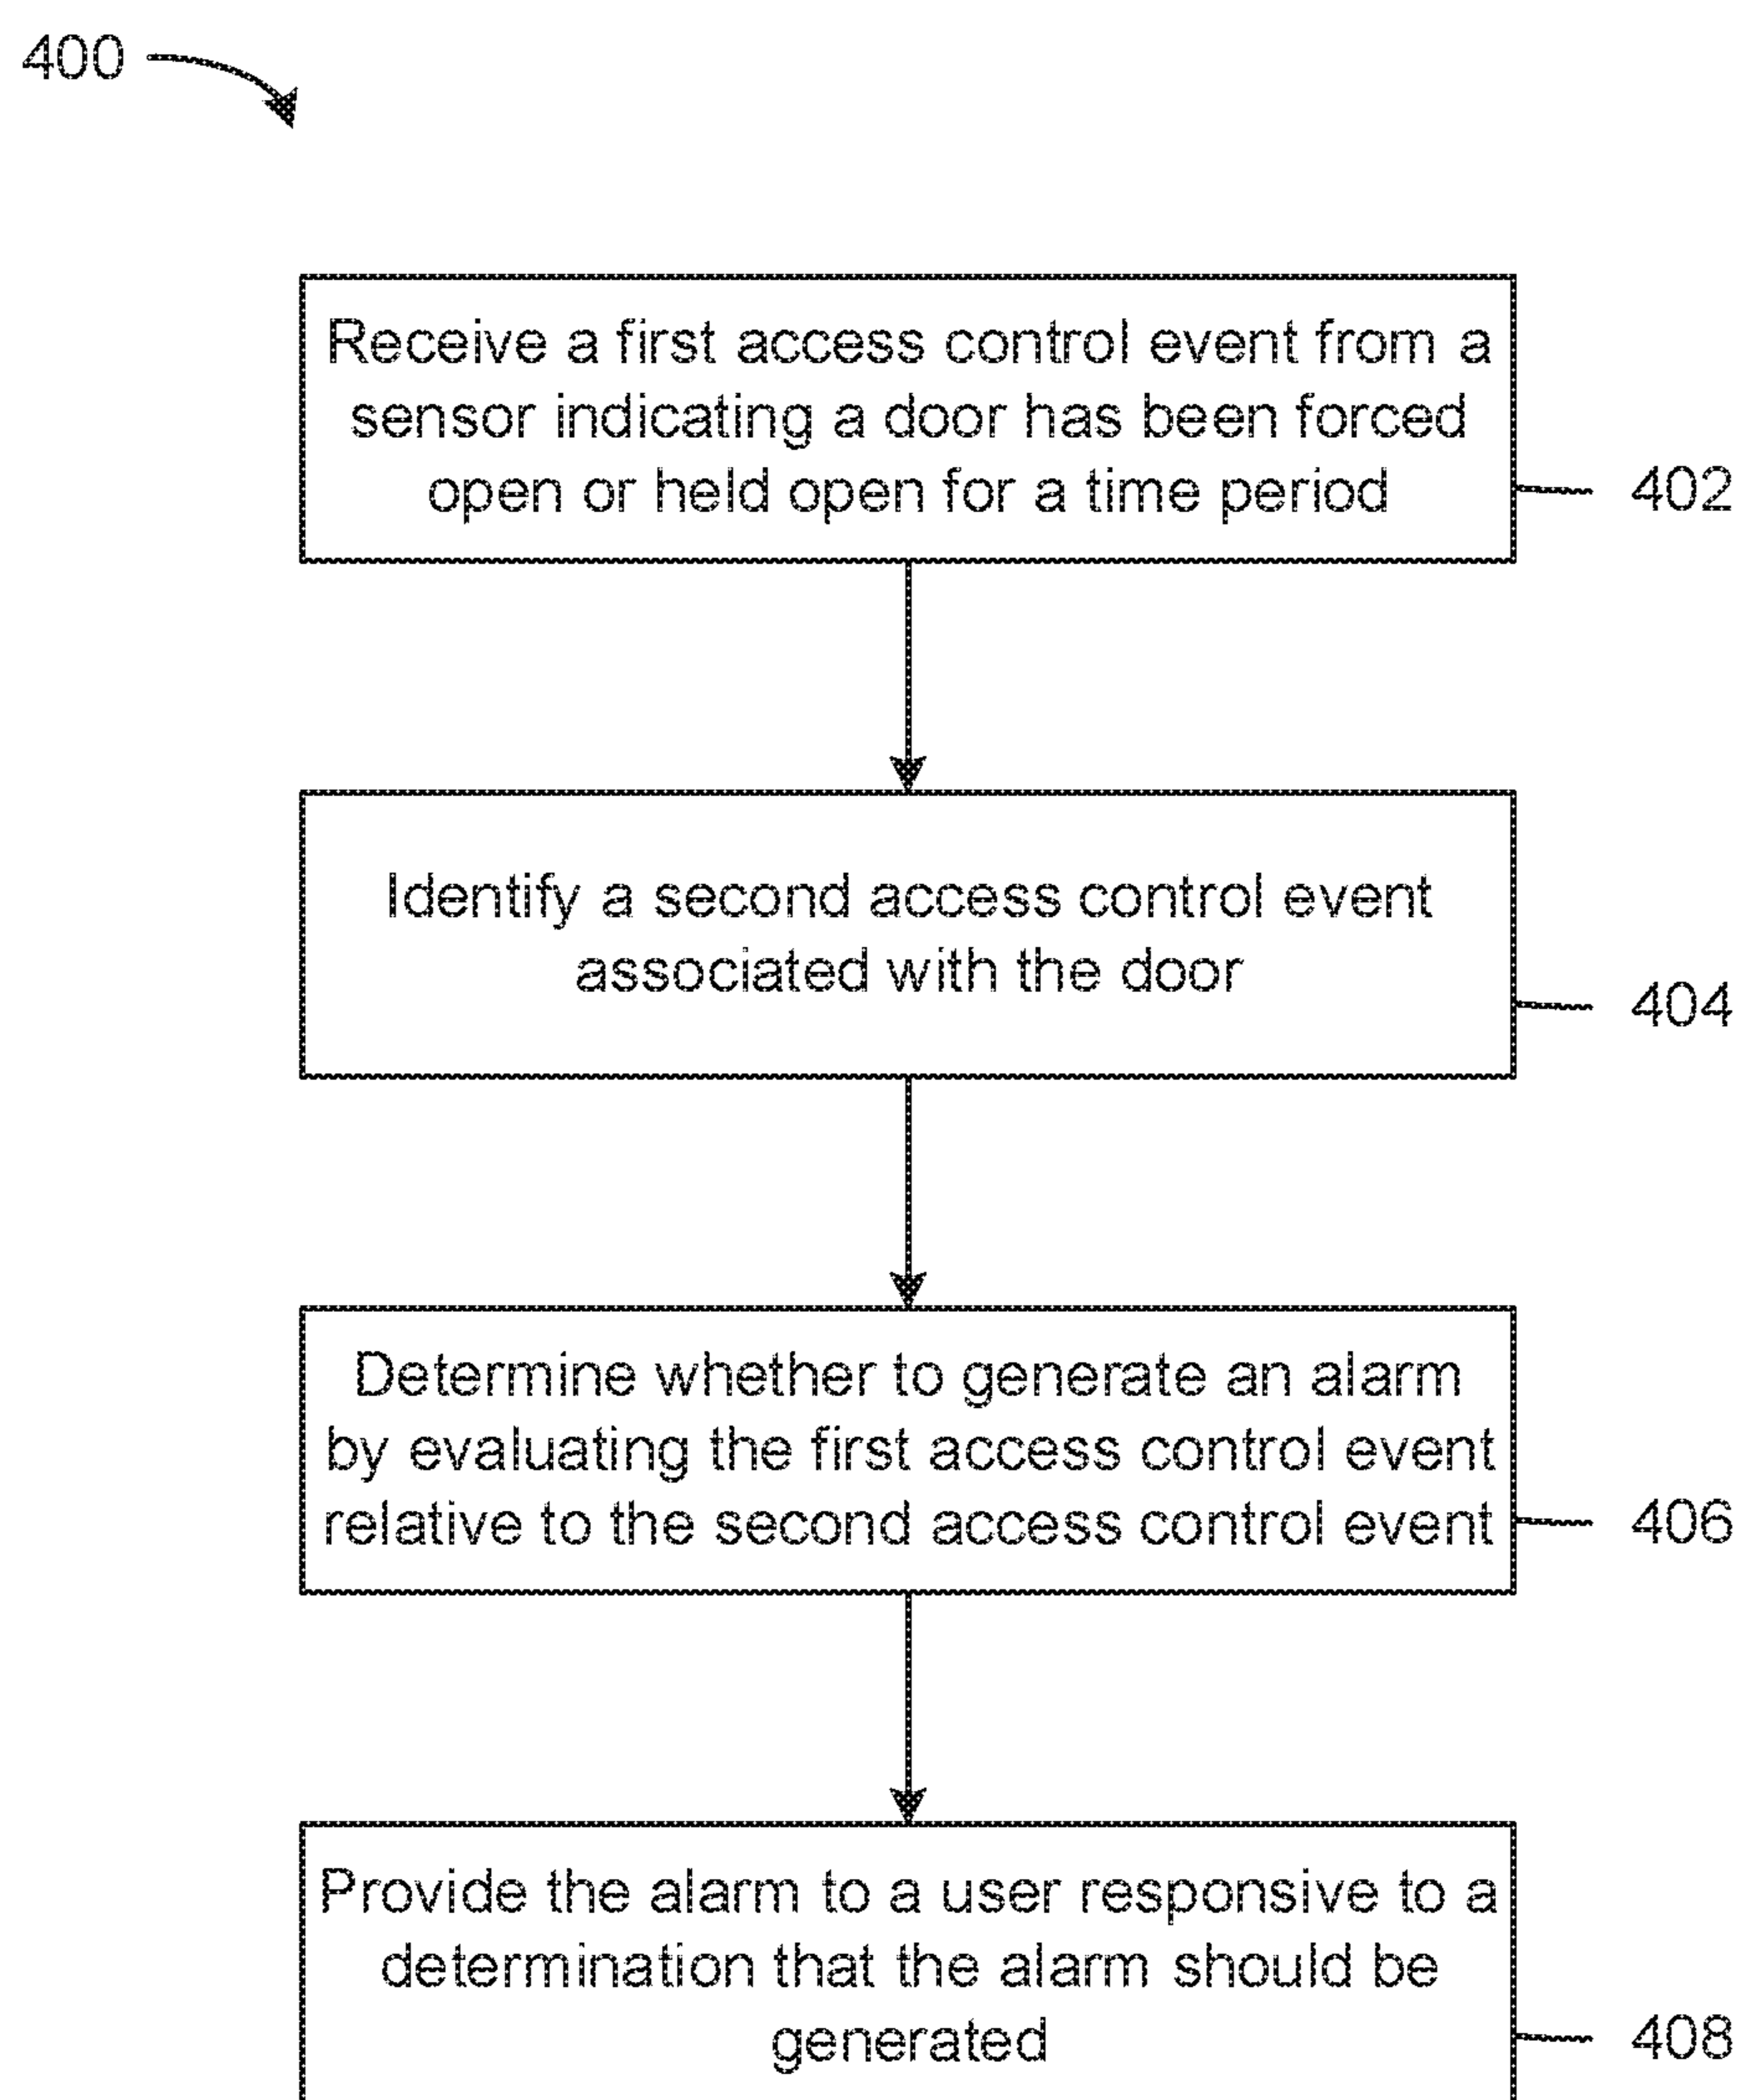 400
Receive a first access control event from a
sensor indicating a door has been forced
open or held open for a time period
402
Identify a second access control event
associated with the door
404
Determine whether to generate an alarm
by evaluating the first access control event
relative to the second access control event
406
Provide the alarm to a user responsive to a
determination that the alarm should be
generated
408